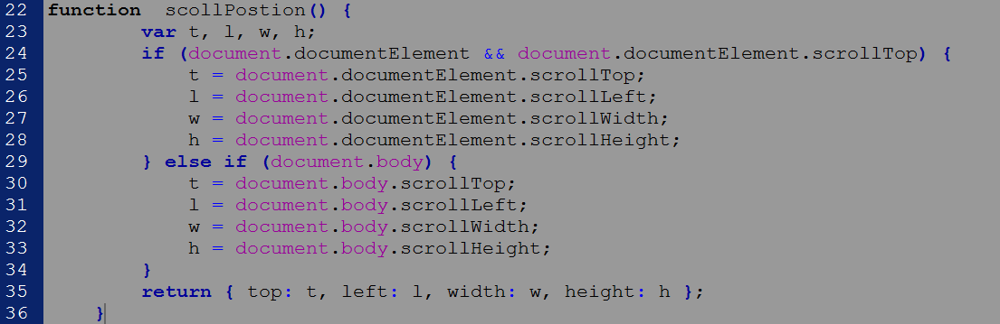 22 function  scollPostion() {
23         var t, l, w, h;
24         if (document.documentElement && document.documentElement.scrollTop) {
25             t = document.documentElement.scrollTop;
26             l = document.documentElement.scrollLeft;
27             w = document.documentElement.scrollWidth;
28             h = document.documentElement.scrollHeight;
29         } else if (document.body) {
30             t = document.body.scrollTop;
31             l = document.body.scrollLeft;
32             w = document.body.scrollWidth;
33             h = document.body.scrollHeight;
34         }
35         return { top: t, left: l, width: w, height: h };
36     }